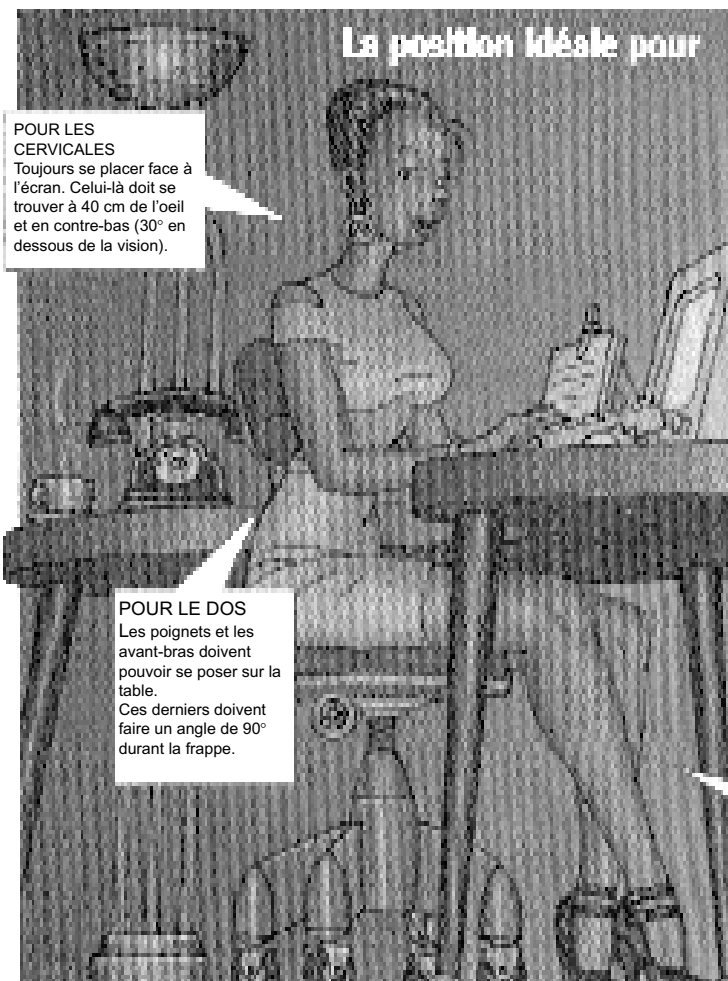 La position idéale pour
POUR LES
CERVICALES
Toujours se placer face à
l'écran. Celui-là doit se
trouver à 40 cm de l'oeil
et en contre-bas (30° en
dessous de la vision).
POUR LE DOS
Les poignets et les
avant-bras doivent
pouvoir se poser sur la
table.
Ces derniers doivent
faire un angle de 90°
durant la frappe.